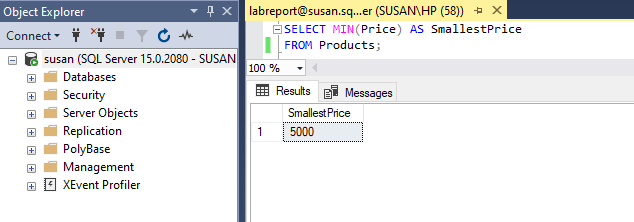 Object Explorer
Connect
susan (SQL Server 15.0.2080 - SUSAN
Databases
Security
Server Objects
Replication
PolyBase
Management
XEvent Profiler
labreport@susan.sq...er (SUSAN\HP (58))
SELECT MIN(Price) AS SmallestPrice
FROM Products;
100 %
Results
Messages
SmallestPrice
1 5000